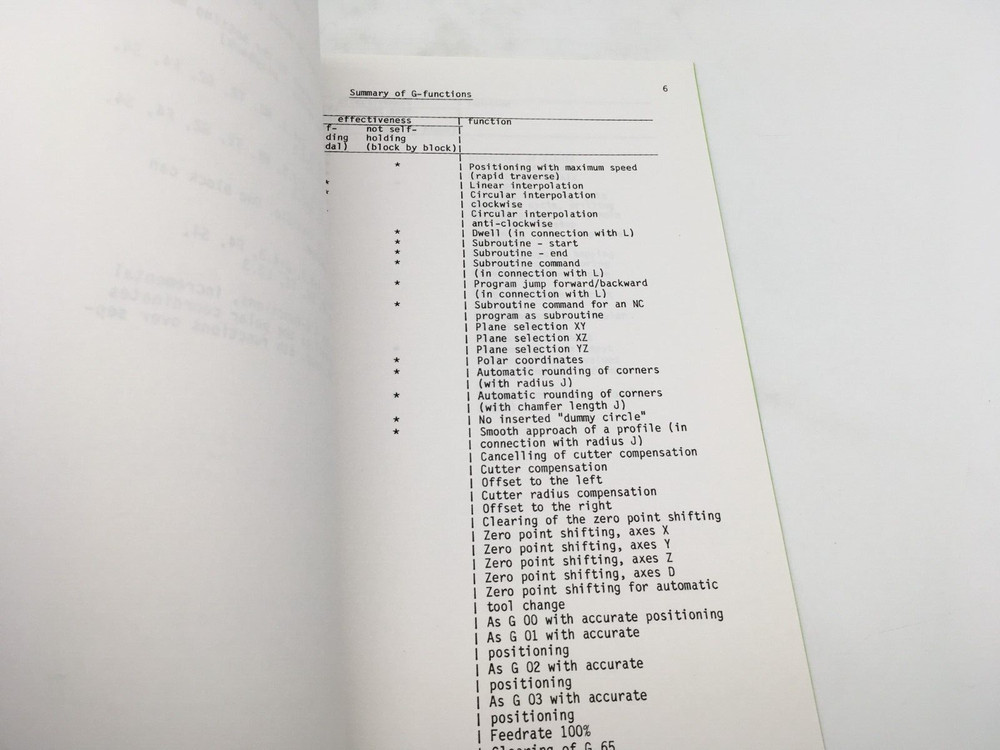 Summary of G-functions 6
effectiveness | function
f- not self- |
ding holding |
dal) (block by block) |
* | Positioning with maximum speed
| (rapid traverse)
* | Linear interpolation
| Circular interpolation
| clockwise
| Circular interpolation
| anti-clockwise
* | Dwell (in connection with L)
* | Subroutine - start
* | Subroutine - end
* | Subroutine command
| (in connection with L)
* | Program jump forward/backward
| (in connection with L)
* | Subroutine command for an NC
| program as subroutine
| Plane selection XY
| Plane selection XZ
| Plane selection YZ
* | Polar coordinates
* | Automatic rounding of corners
| (with radius J)
* | Automatic rounding of corners
| (with chamfer length J)
* | No inserted "dummy circle"
* | Smooth approach of a profile (in
| connection with radius J)
| Cancelling of cutter compensation
| Cutter compensation
| Offset to the left
| Cutter radius compensation
| Offset to the right
| Clearing of the zero point shifting
| Zero point shifting, axes X
| Zero point shifting, axes Y
| Zero point shifting, axes Z
| Zero point shifting, axes D
| Zero point shifting for automatic
| tool change
| As G 00 with accurate positioning
| As G 01 with accurate
| positioning
| As G 02 with accurate
| positioning
| As G 03 with accurate
| positioning
| Feedrate 100%
| Clearing of G 65